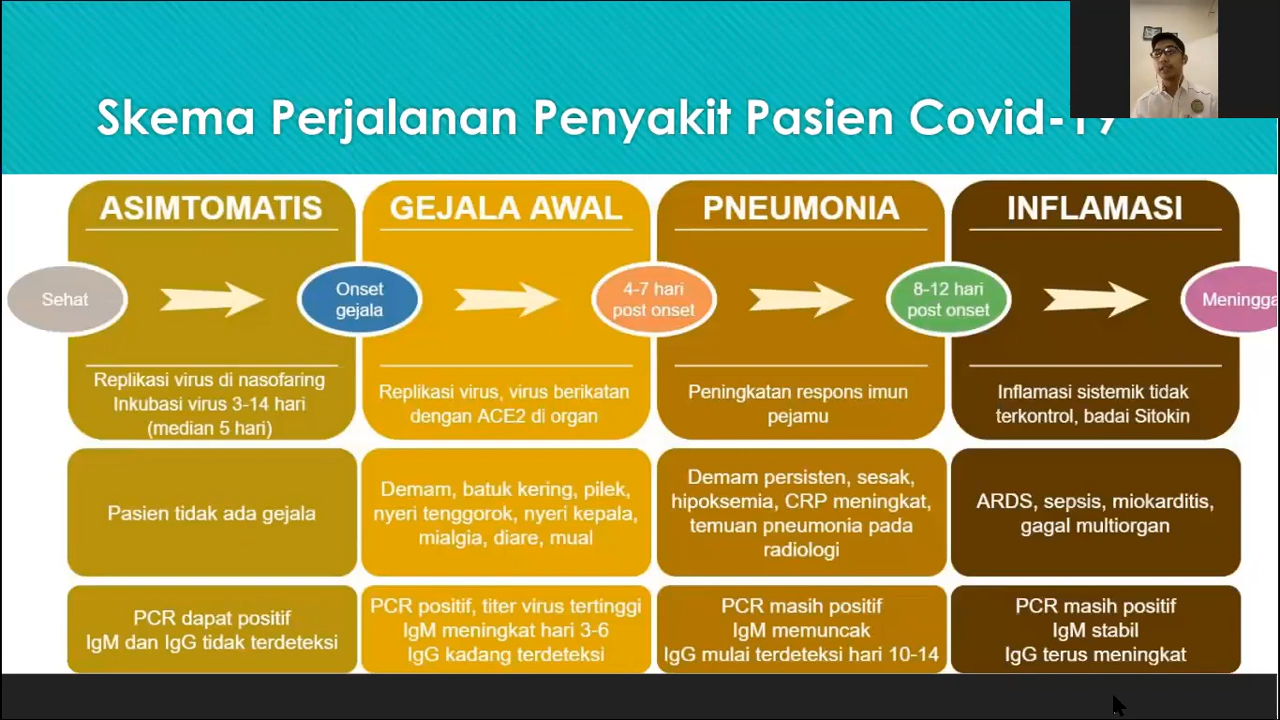 Skema Perjalanan Penyakit Pasien Covid-19
ASIMTOMATIS
GEJALA AWAL
PNEUMONIA
INFLAMASI
Sehat
Onset
gejala
4-7 hari
post onset
8-12 hari
post onset
Meningga
Replikasi virus di nasofaring
Inkubasi virus 3-14 hari
(median 5 hari)
Replikasi virus, virus berikatan
dengan ACE2 di organ
Peningkatan respons imun
pejamu
Inflamasi sistemik tidak
terkontrol, badai Sitokin
Pasien tidak ada gejala
Demam, batuk kering, pilek,
nyeri tenggorok, nyeri kepala,
mialgia, diare, mual
Demam persisten, sesak,
hipoksemia, CRP meningkat,
temuan pneumonia pada
radiologi
ARDS, sepsis, miokarditis,
gagal multiorgan
PCR dapat positif
IgM dan IgG tidak terdeteksi
PCR positif, titer virus tertinggi
IgM meningkat hari 3-6
IgG kadang terdeteksi
PCR masih positif
IgM memuncak
IgG mulai terdeteksi hari 10-14
PCR masih positif
IgM stabil
IgG terus meningkat